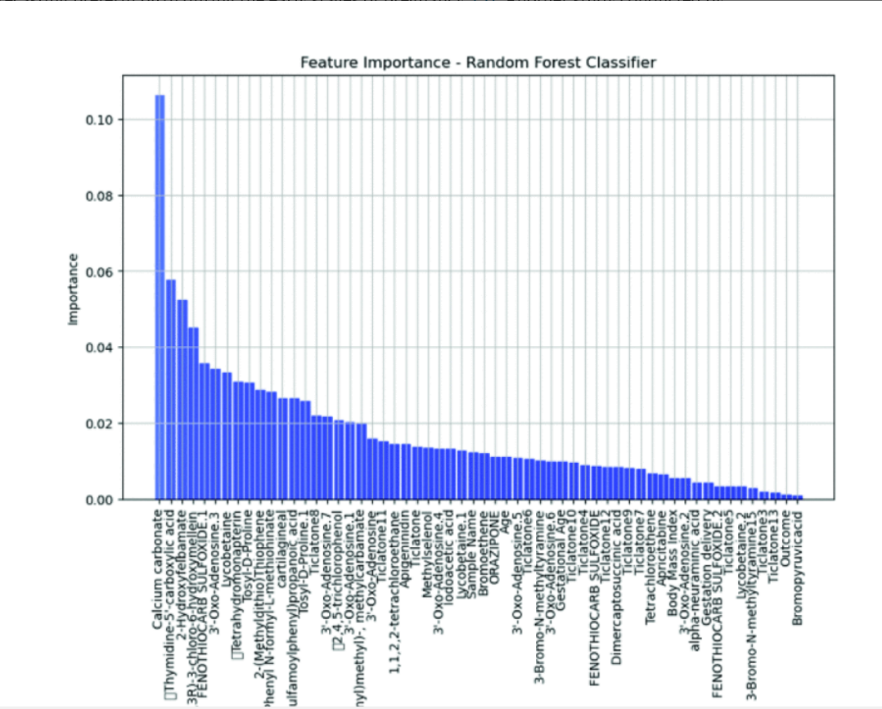 Feature Importance - Random Forest Classifier
Importance
0.10
0.08
0.06
0.04
0.02
0.00
Calcium carbonate
Thymidine-5'-carboxylic acid
2-Hydroxyfelbamate
3R)-3-chloro-6-hydroxymellein
FENOTHIOCARB SULFOXIDE.1
3'-Oxo-Adenosine.3
Lycobetaine
Tetrahydromonapterin
Tosyl-D-Proline
2-(Methyldithio)Thiophene
Phenyl N-formyl-L-methionate
cartilagineal
ulfamoylphenyl)propanoic acid
Tosyl-D-Proline.1
Ticlatone8
3'-Oxo-Adenosine.7
2,4,5-trichlorophenol
3'-Oxo-Adenosine.1
nyl)methyl)-, methylcarbamate
3'-Oxo-Adenosine
Ticlatone11
1,1,2,2-tetrachloroethane
Apigeninidin
Ticlatone
Methylselenol
3'-Oxo-Adenosine.4
Iodoacetic acid
Lycobetaine.1
Sample Name
Bromoethene
ORAZIPONE
Age
3'-Oxo-Adenosine.5
Ticlatone6
3-Bromo-N-methyltyramine
3'-Oxo-Adenosine.6
Gestational Age
Ticlatone10
Ticlatone4
FENOTHIOCARB SULFOXIDE
Ticlatone12
Dimercaptosuccinic acid
Ticlatone9
Ticlatone7
Tetrachloroethene
Apricitabine
Body Mass Index
3'-Oxo-Adenosine.2
alpha-neuraminic acid
Gestation delivery
FENOTHIOCARB SULFOXIDE.2
Ticlatone5
Lycobetaine.2
3-Bromo-N-methyltyramine15
Ticlatone3
Ticlatone13
Outcome
Bromopyruvicacid